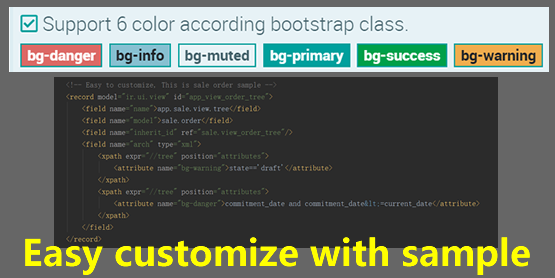 Support 6 color according bootstrap class.
bg-danger bg-info bg-muted bg-primary bg-success bg-warning
<!-- Easy to customize, This is sale order sample -->
<record model="ir.ui.view" id="app_view_order_tree">
<field name="name">app.sale.view.tree</field>
<field name="model">sale.order</field>
<field name="inherit_id" ref="sale.view_order_tree"/>
<field name="arch" type="xml">
<xpath expr="//tree" position="attributes">
<attribute name="bg-warning">state=='draft'</attribute>
</xpath>
<xpath expr="//tree" position="attributes">
<attribute name="bg-danger">commitment_date and commitment_date&lt;=current_date</attribute>
</xpath>
</field>
</record>
Easy customize with sample